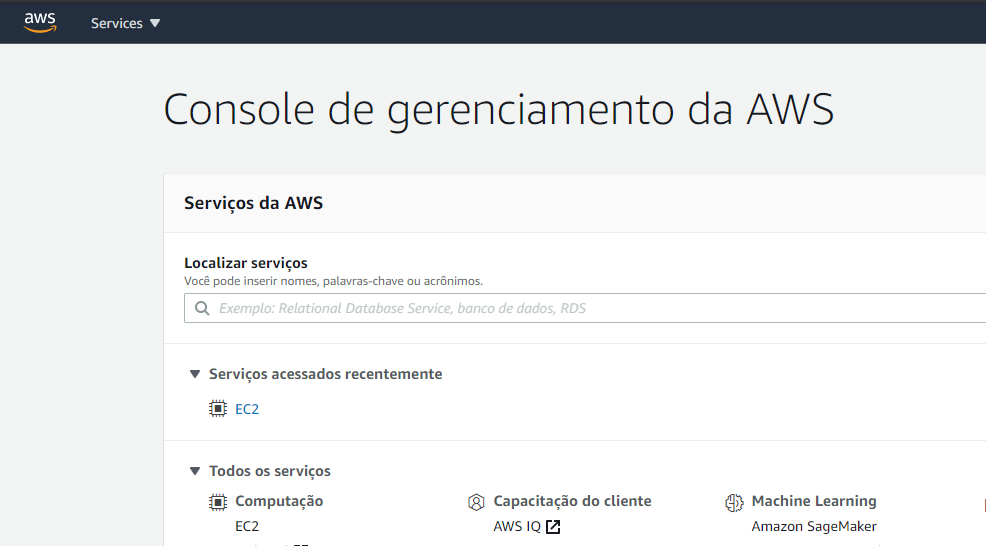 aws
Services
Console de gerenciamento da AWS
Serviços da AWS
Localizar serviços
Você pode inserir nomes, palavras-chave ou acrônimos.
Exemplo: Relational Database Service, banco de dados, RDS
Serviços acessados recentemente
EC2
Todos os serviços
Computação
EC2
Capacitação do cliente
AWS IQ
Machine Learning
Amazon SageMaker